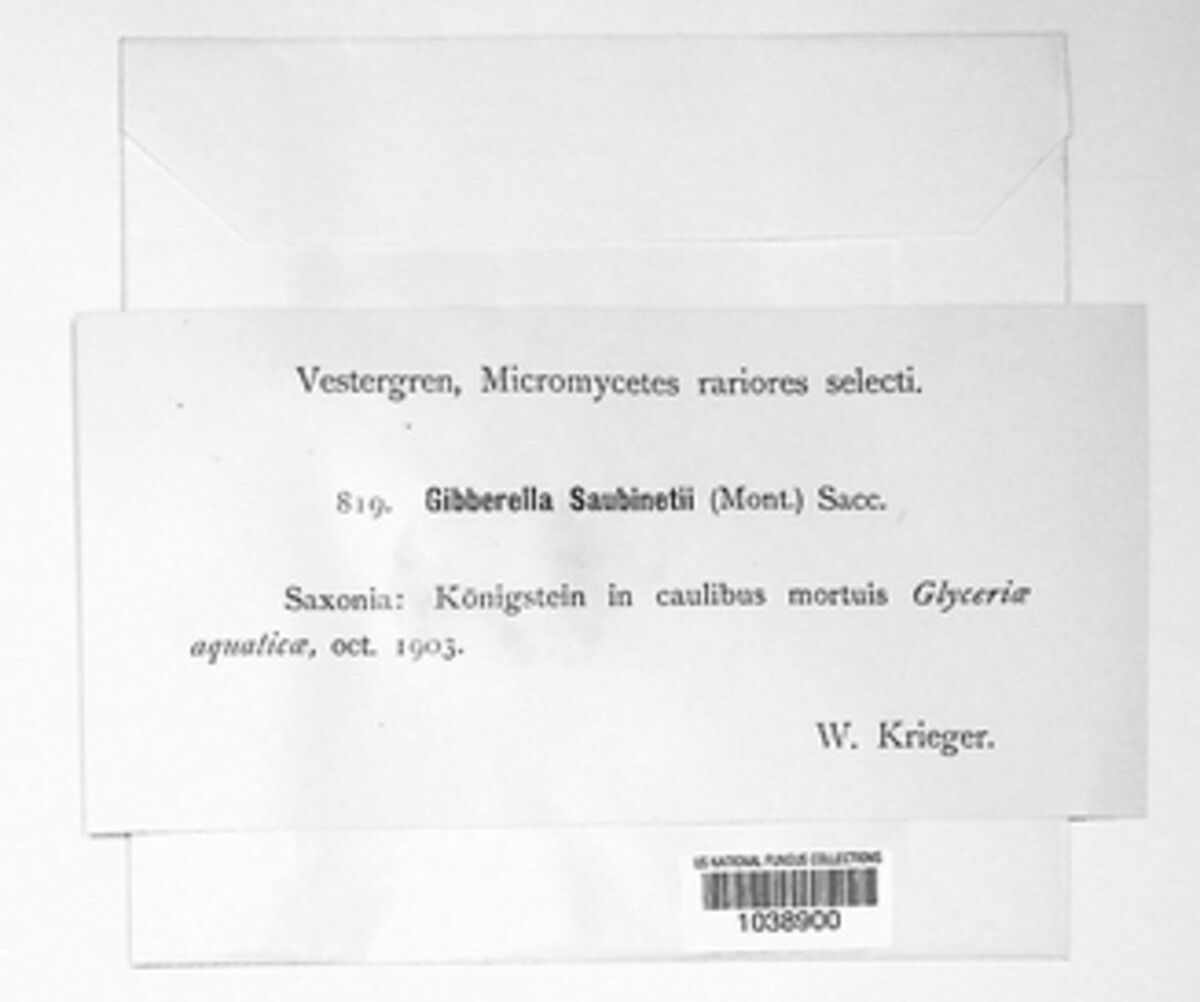 Vestergren, Micromycetes rariores selecti.
819. Gibberella Saubinetii (Mont.) Sacc.
Saxonia: Königstein in caulibus mortuis Glyceriæ
aquaticæ, oct. 1903.
W. Krieger.
US NATIONAL FUNGUS COLLECTIONS
1038900